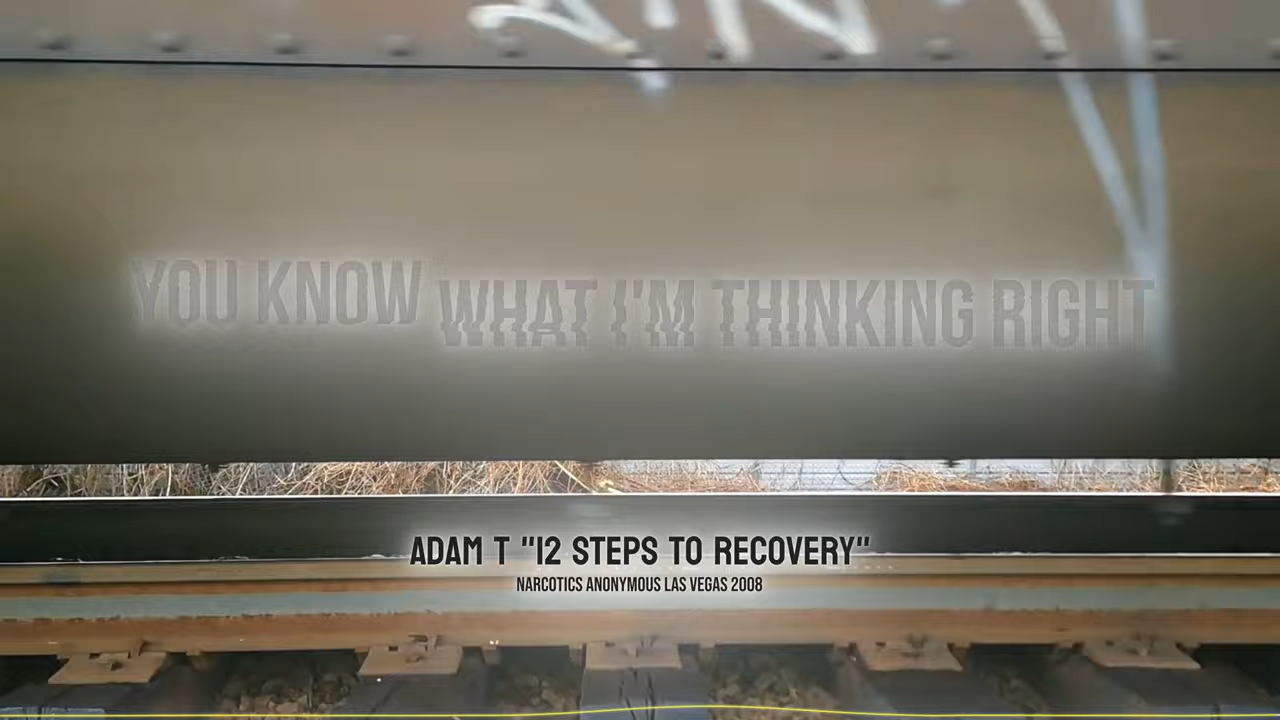 YOU KNOW WHAT I'M THINKING RIGHT
ADAM T "12 STEPS TO RECOVERY"
NARCOTICS ANONYMOUS LAS VEGAS 2008